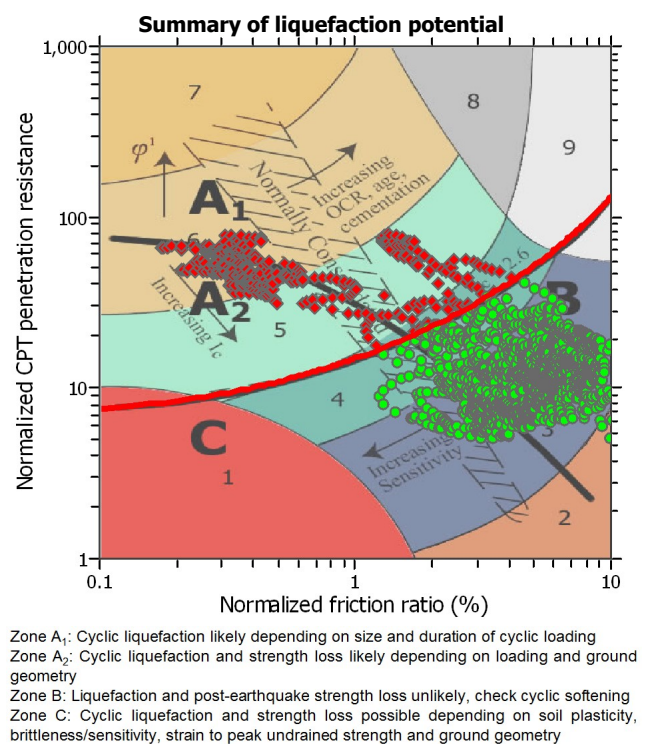 Summary of liquefaction potential
1,000
7
8
9
φ¹
Increasing
OCR, age,
cementation
A1
Normally
6
100
2.6
A2
B
Increasing Ic
5
10
4
C
3
Increasing
Sensitivity
1
2
1
0.1
1
10
Normalized CPT penetration resistance
Normalized friction ratio (%)
Zone A1: Cyclic liquefaction likely depending on size and duration of cyclic loading
Zone A2: Cyclic liquefaction and strength loss likely depending on loading and ground
geometry
Zone B: Liquefaction and post-earthquake strength loss unlikely, check cyclic softening
Zone C: Cyclic liquefaction and strength loss possible depending on soil plasticity,
brittleness/sensitivity, strain to peak undrained strength and ground geometry